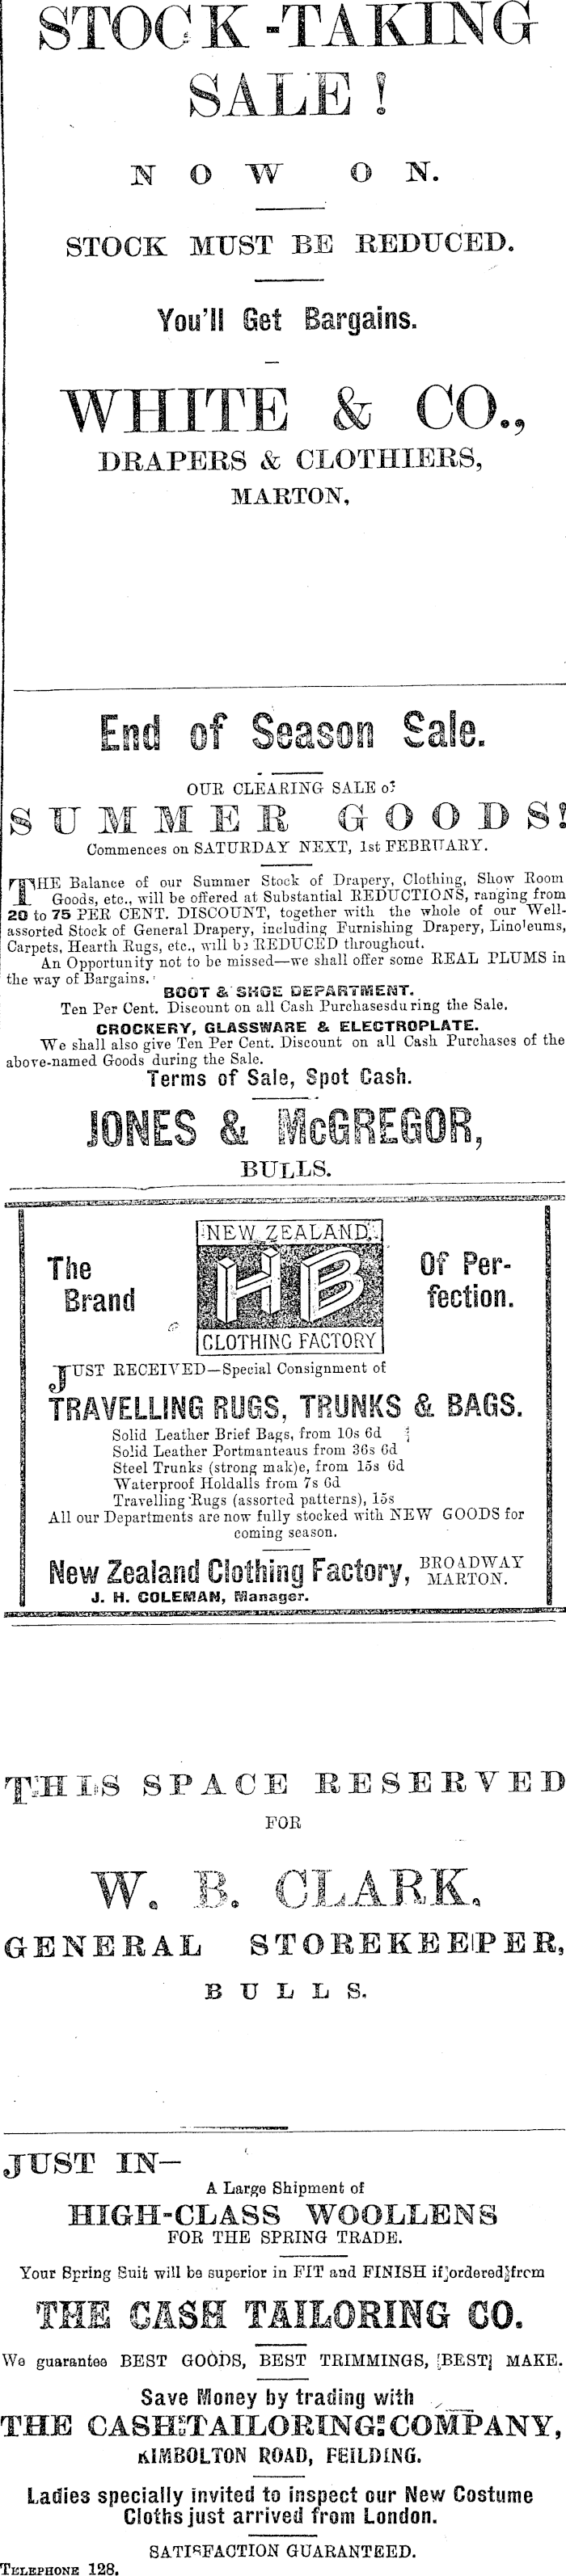 STOCK-TAKING
SALE!
NOW ON.
STOCK MUST BE REDUCED.
You'll Get Bargains.
WHITE & CO.,
DRAPERS & CLOTHIERS,
MARTON,
End of Season Sale.
OUR CLEARING SALE of
SUMMER GOODS!
Commences on SATURDAY NEXT, 1st FEBRUARY.
THE Balance of our Summer Stock of Drapery, Clothing, Show Room
Goods, etc., will be offered at Substantial REDUCTIONS, ranging from
20 to 75 PER CENT. DISCOUNT, together with the whole of our Well-
assorted Stock of General Drapery, including Furnishing Drapery, Linoleums,
Carpets, Hearth Rugs, etc., will be REDUCED throughout.
An Opportunity not to be missed—we shall offer some REAL PLUMS in
the way of Bargains.
BOOT & SHOE DEPARTMENT.
Ten Per Cent. Discount on all Cash Purchasesdu ring the Sale.
CROCKERY, GLASSWARE & ELECTROPLATE.
We shall also give Ten Per Cent. Discount on all Cash Purchases of the
above-named Goods during the Sale.
Terms of Sale, Spot Cash.
JONES & McGREGOR,
BULLS.
NEW ZEALAND
The Brand HB Of Per-fection.
CLOTHING FACTORY
JUST RECEIVED—Special Consignment of
TRAVELLING RUGS, TRUNKS & BAGS.
Solid Leather Brief Bags, from 10s 6d
Solid Leather Portmanteaus from 36s 6d
Steel Trunks (strong mak)e, from 15s 6d
Waterproof Holdalls from 7s 6d
Travelling Rugs (assorted patterns), 15s
All our Departments are now fully stocked with NEW GOODS for
coming season.
New Zealand Clothing Factory, BROADWAY MARTON.
J. H. COLEMAN, Manager.
THIS SPACE RESERVED
FOR
W. B. CLARK,
GENERAL STOREKEEPER,
BULLS.
JUST IN—
A Large Shipment of
HIGH-CLASS WOOLLENS
FOR THE SPRING TRADE.
Your Spring Suit will be superior in FIT and FINISH if ordered from
THE CASH TAILORING CO.
We guarantee BEST GOODS, BEST TRIMMINGS, BEST MAKE.
Save Money by trading with
THE CASH TAILORING COMPANY,
KIMBOLTON ROAD, FEILDING.
Ladies specially invited to inspect our New Costume
Cloths just arrived from London.
SATISFACTION GUARANTEED.
TELEPHONE 128.